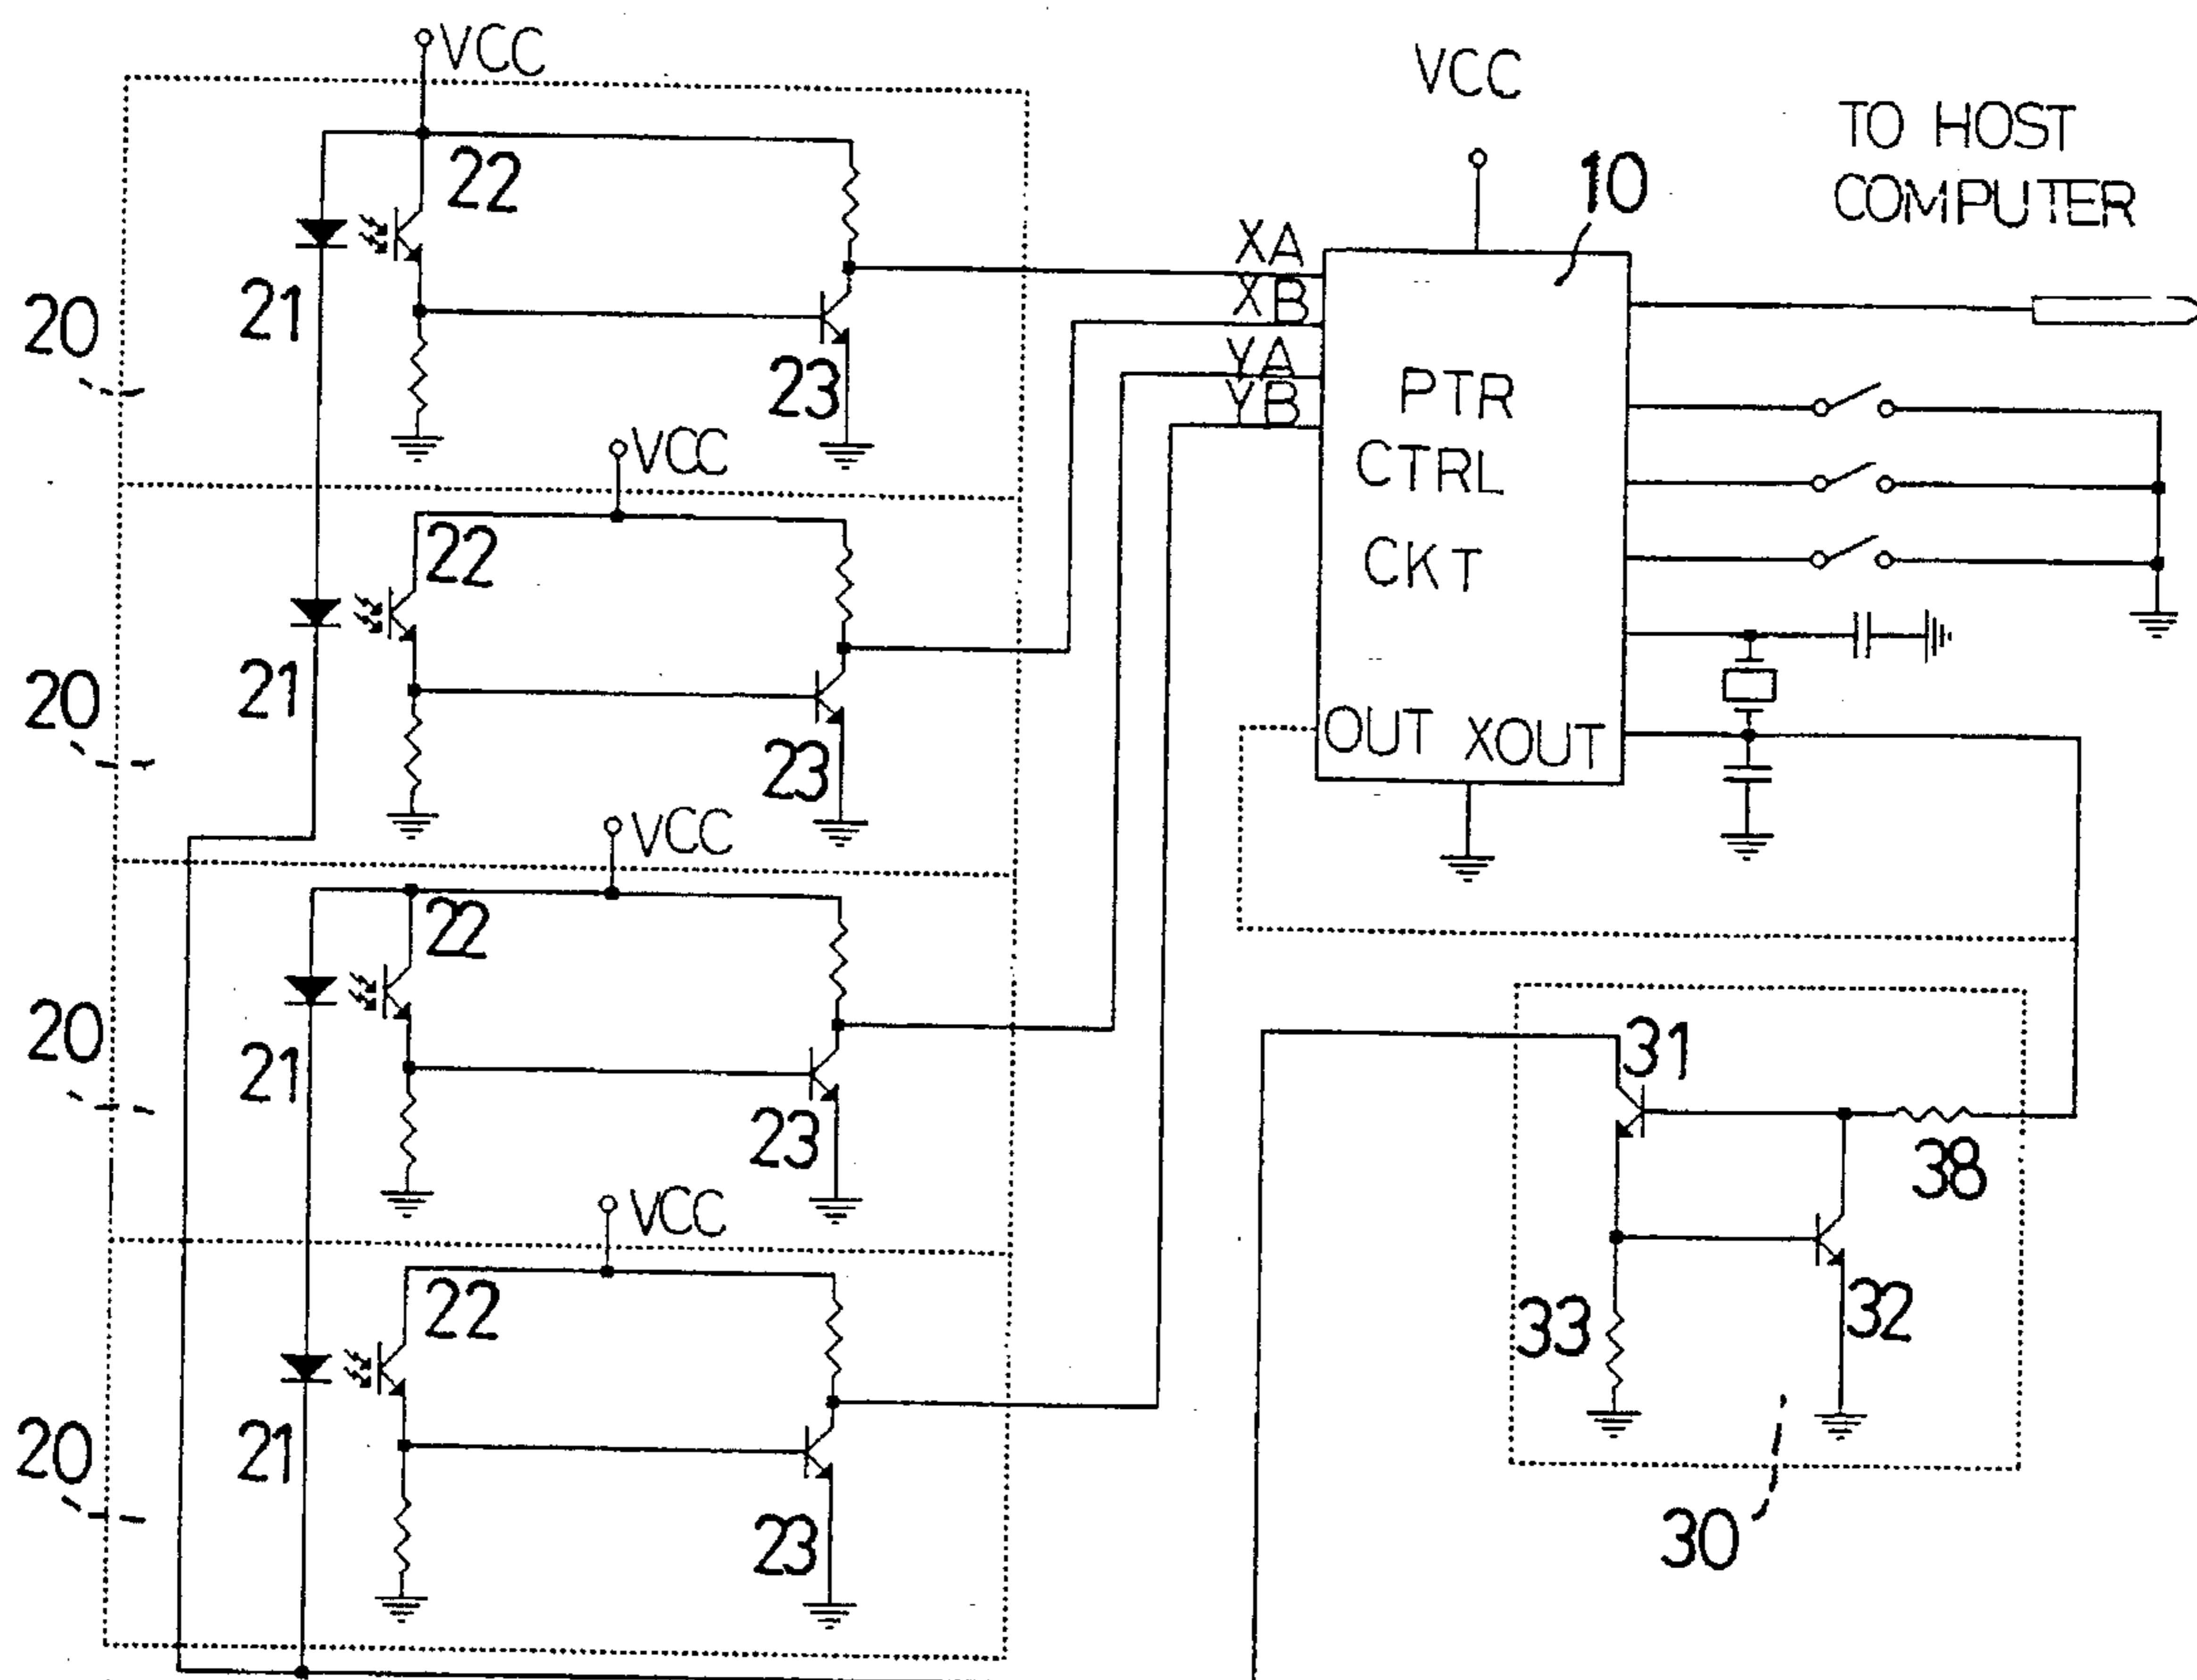 VCC
VCC
TO HOST
COMPUTER
22
10
XA
XB
21
20
YA
23
YB
PTR
VCC
CTRL
22
CKT
21
20
OUT XOUT
23
VCC
22
31
20
21
23
38
VCC
22
33
32
20
21
23
30